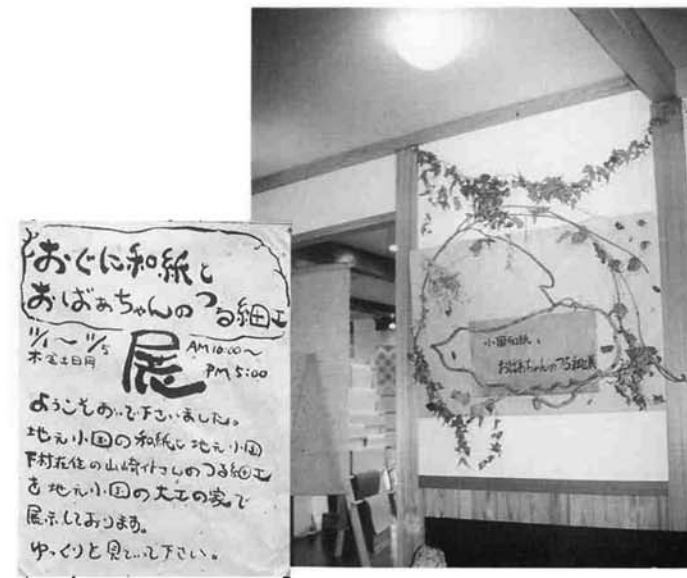 おぐに和紙と
おばぁちゃんのつる細工
展
11/1〜11/5
木金土日月
AM10:00〜
PM5:00
ようこそおいで下さいました。
地元小国の和紙と地元小国
下村在住の山崎イトさんのつる細工
を地元小国の大工の家で
展示しております。
ゆっくりと見ていって下さい。
小国和紙と
おばあちゃんのつる細工展